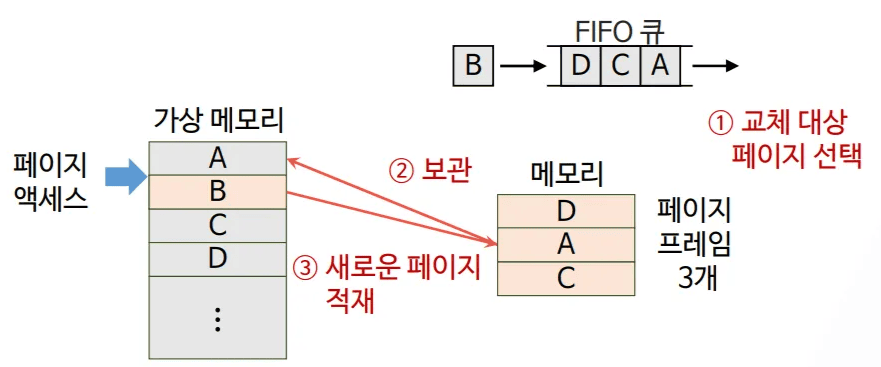 FIFO 큐
B
D C A
① 교체 대상
페이지 선택
가상 메모리
페이지
액세스
A
B
C
D
⋮
② 보관
③ 새로운 페이지
적재
메모리
D
A
C
페이지
프레임
3개